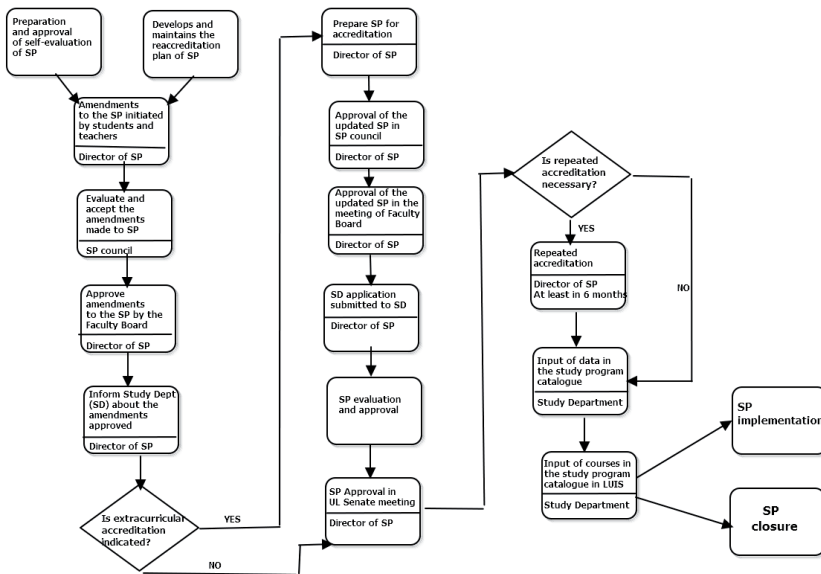 Preparation
and approval
of self-evaluation
of SP
Develops and
maintains the
reaccreditation
plan of SP
Amendments
to the SP initiated
by students and
teachers
Director of SP
Evaluate and
accept the
amendments
made to SP
SP council
Approve
amendments
to the SP by the
Faculty Board
Director of SP
Inform Study Dept
(SD) about the
amendments
approved
Director of SP
Is extracurricular
accreditation
indicated?
YES
NO
Prepare SP for
accreditation
Director of SP
Approval of the
updated SP in
SP council
Director of SP
Approval of the
updated SP in the
meeting of Faculty
Board
Director of SP
SD application
submitted to SD
Director of SP
SP evaluation
and approval
SP Approval in
UL Senate meeting
Director of SP
Is repeated
accreditation
necessary?
YES
NO
Repeated
accreditation
Director of SP
At least in 6 months
Input of data in
the study program
catalogue
Study Department
Input of courses in
the study program
catalogue in LUIS
Study Department
SP
implementation
SP
closure